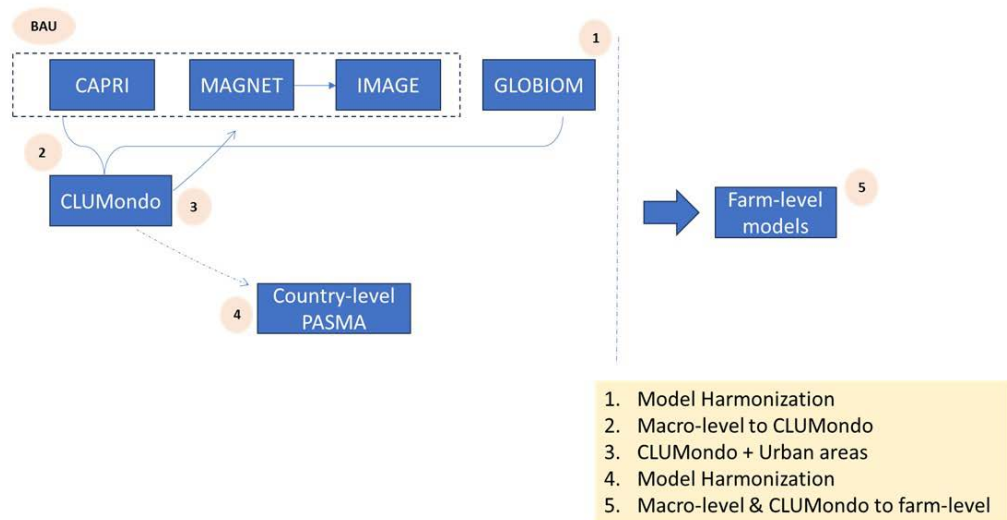 BAU
1
CAPRI
MAGNET
IMAGE
GLOBIOM
2
CLUMondo
3
5
Farm-level
models
4
Country-level
PASMA
1. Model Harmonization
2. Macro-level to CLUMondo
3. CLUMondo + Urban areas
4. Model Harmonization
5. Macro-level & CLUMondo to farm-level